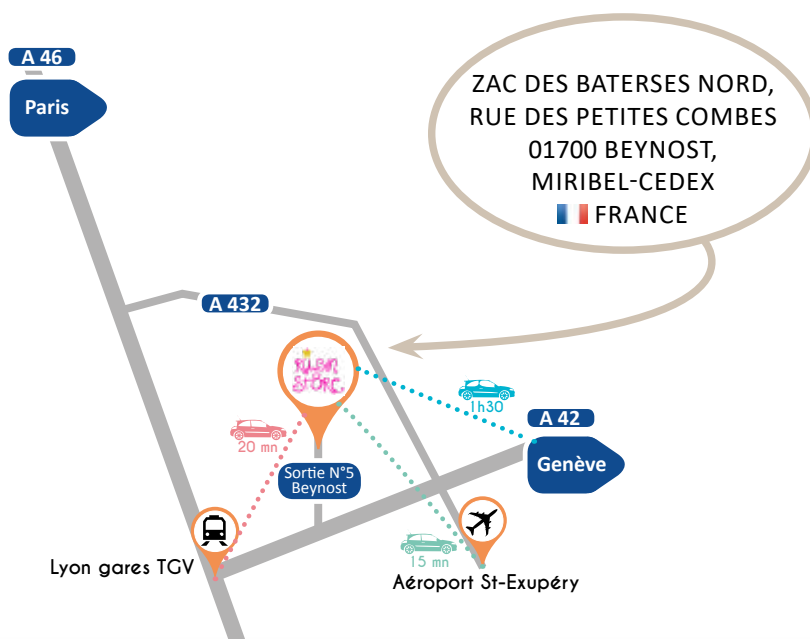 A 46
Paris
ZAC DES BATERSES NORD,
RUE DES PETITES COMBES
01700 BEYNOST,
MIRIBEL-CEDEX
FRANCE
A 432
1h30
A 42
20 mn
Genève
Sortie N°5
Beynost
15 mn
Lyon gares TGV
Aéroport St-Exupéry